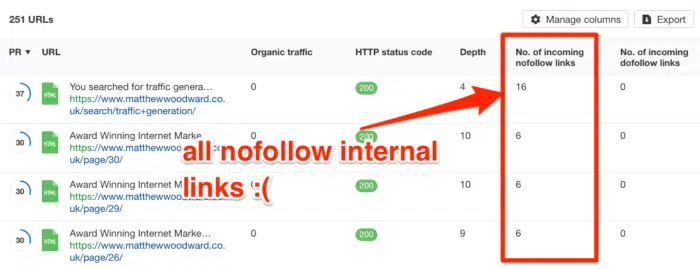 251 URLs
Manage columns
Export
PR ▼ URL Organic traffic HTTP status code Depth No. of incoming nofollow links No. of incoming dofollow links
37 HTML You searched for traffic genera… 0 200 4 16 0
https://www.matthewwoodward.co.
uk/search/traffic+generation/
30 HTML Award Winning Internet Marke 0 200 10 6 0
https://www.matthewwoodward.co.
uk/page/30/
all nofollow internal
links :(
30 HTML Award Winning Internet M 0 200 10 6 0
https://www.matthewwoodward.co.
uk/page/29/
30 HTML Award Winning Internet Marke… 0 200 9 6 0
https://www.matthewwoodward.co.
uk/page/26/